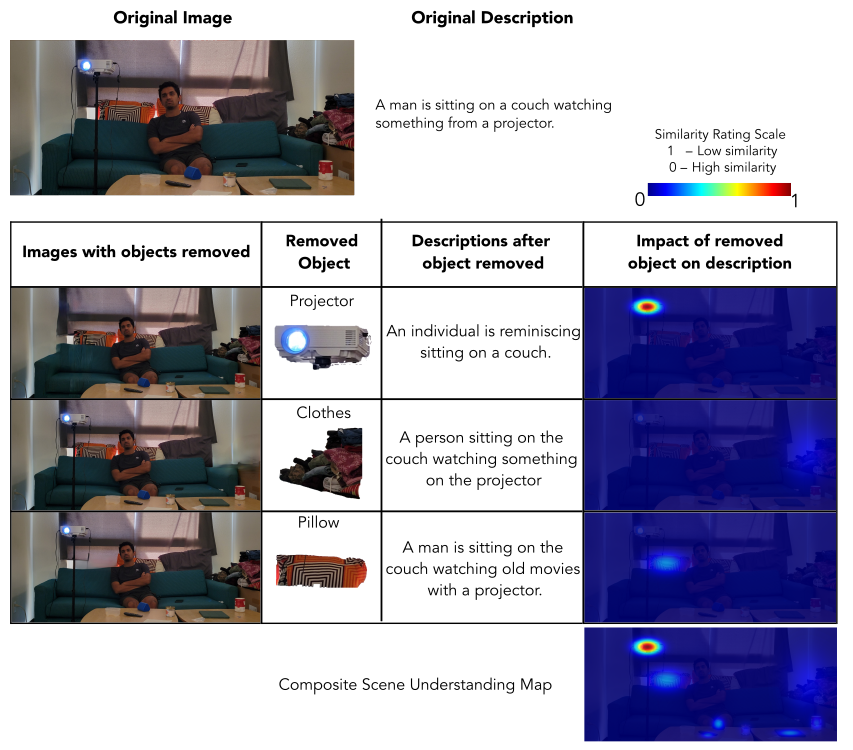 Original Image
Original Description
A man is sitting on a couch watching
something from a projector.
Similarity Rating Scale
1 – Low similarity
0 – High similarity
0
1
Images with objects removed
Removed
Object
Descriptions after
object removed
Impact of removed
object on description
Projector
An individual is reminiscing
sitting on a couch.
Clothes
A person sitting on the
couch watching something
on the projector
Pillow
A man is sitting on the
couch watching old movies
with a projector.
Composite Scene Understanding Map